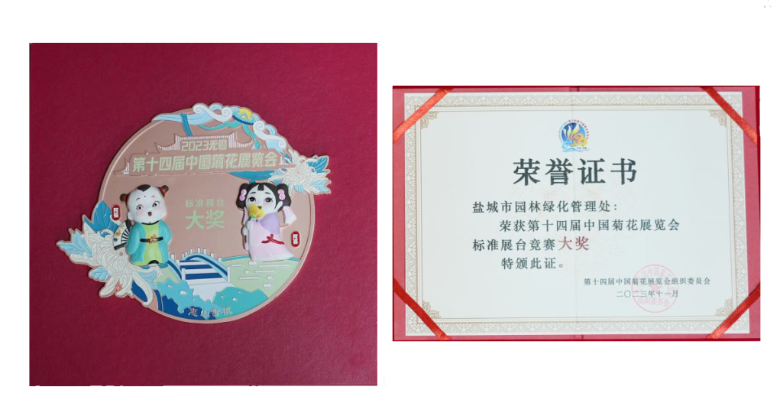 2023无锡
第十四届中国菊花展览会
标准展台
大奖
荣誉证书
盐城市园林绿化管理处：
荣获第十四届中国菊花展览会
标准展台竞赛大奖
特颁此证。
第十四届中国菊花展览会组织委员会
二〇二三年十一月